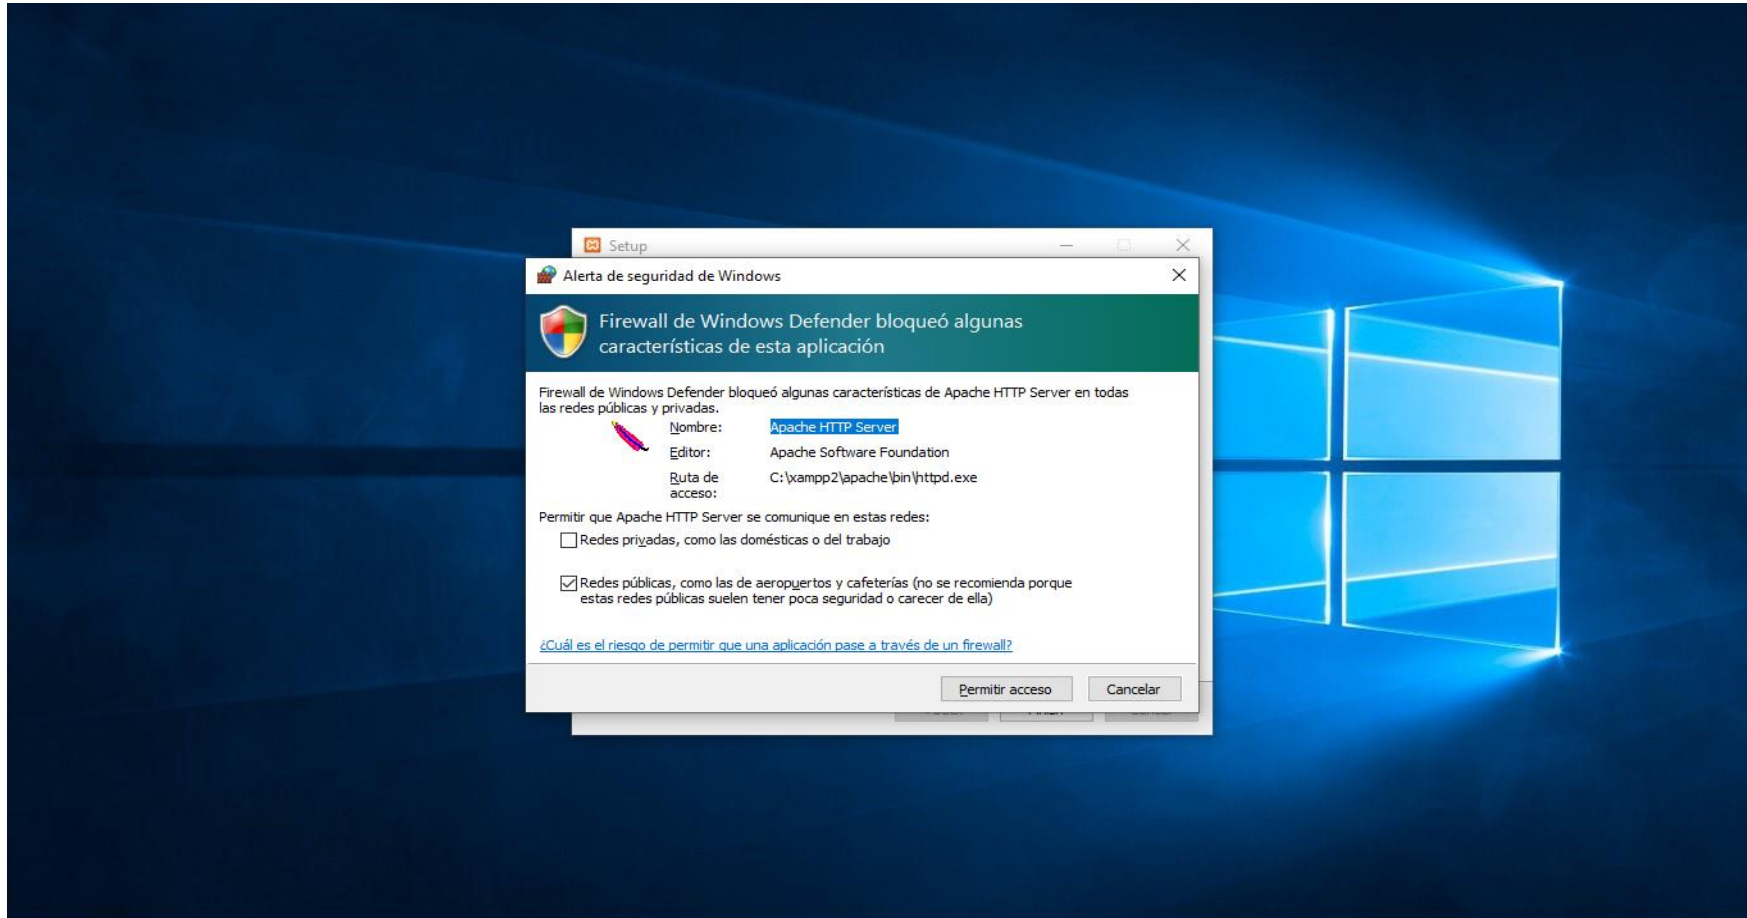 Setup
Alerta de seguridad de Windows
Firewall de Windows Defender bloqueó algunas
características de esta aplicación
Firewall de Windows Defender bloqueó algunas características de Apache HTTP Server en todas
las redes públicas y privadas.
Nombre: Apache HTTP Server
Editor: Apache Software Foundation
Ruta de C:\xampp2\apache\bin\httpd.exe
acceso:
Permitir que Apache HTTP Server se comunique en estas redes:
Redes privadas, como las domésticas o del trabajo
Redes públicas, como las de aeropuertos y cafeterías (no se recomienda porque
estas redes públicas suelen tener poca seguridad o carecer de ella)
¿Cuál es el riesgo de permitir que una aplicación pase a través de un firewall?
Permitir acceso Cancelar